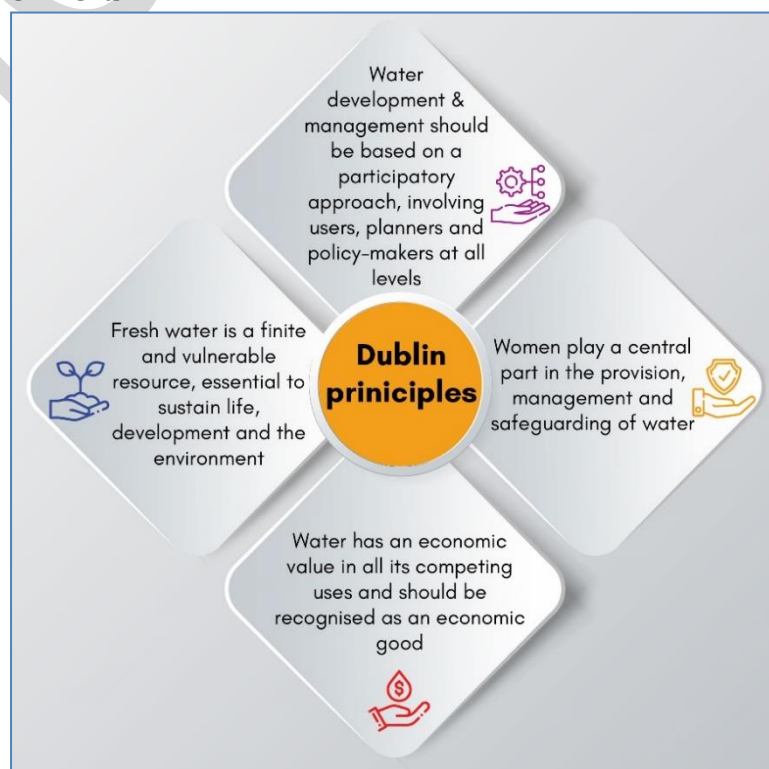 Water
development &
management should
be based on a
participatory
approach, involving
users, planners and
policy-makers at all
levels
Fresh water is a finite
and vulnerable
resource, essential to
sustain life,
development and the
environment
Dublin
priniciples
Women play a central
part in the provision,
management and
safeguarding of water
Water has an economic
value in all its competing
uses and should be
recognised as an economic
good
$